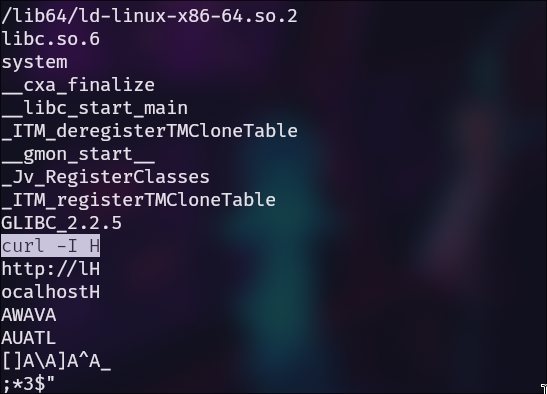 /lib64/ld-linux-x86-64.so.2
libc.so.6
system
__cxa_finalize
__libc_start_main
_ITM_deregisterTMCloneTable
__gmon_start__
_Jv_RegisterClasses
_ITM_registerTMCloneTable
GLIBC_2.2.5
curl -I H
http://lH
ocalhostH
AWAVA
AUATL
[]A\A]A^A_
;*3$"